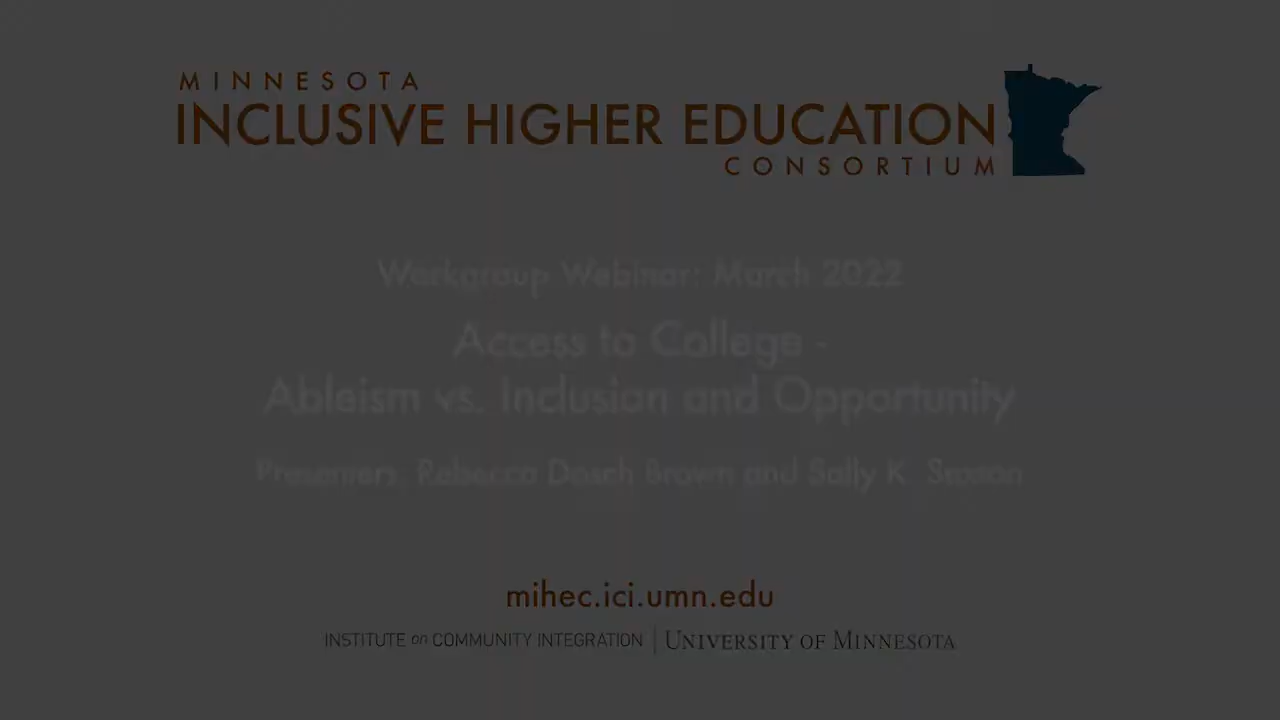 MINNESOTA
INCLUSIVE HIGHER EDUCATION
CONSORTIUM
Workgroup Webinar: March 2022
Access to College -
Ableism vs. Inclusion and Opportunity
Presenters: Rebecca Dosch Brown and Sally K. Sexton
mihec.ici.umn.edu
INSTITUTE on COMMUNITY INTEGRATION | UNIVERSITY OF MINNESOTA